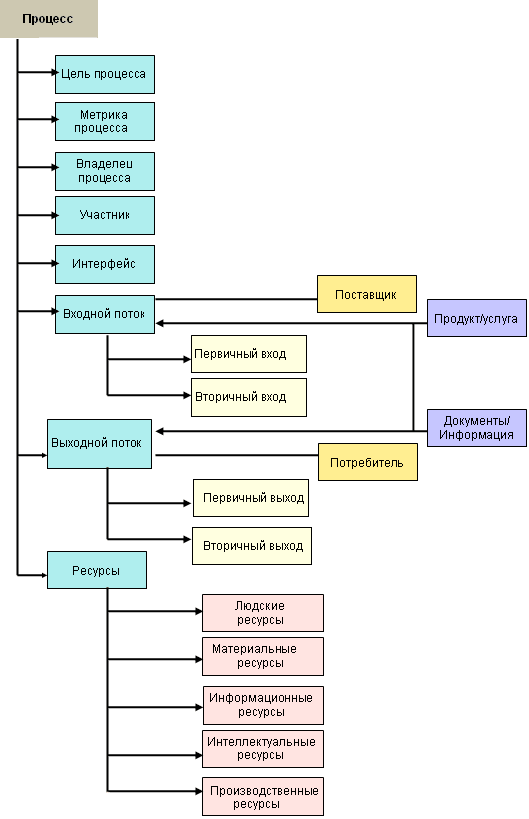 Процесс
Цель процесса
Метрика
процесса
Владелец
процесса
Участник
Интерфейс
Входной поток
Поставщик
Продукт/услуга
Первичный вход
Вторичный вход
Документы/
Информация
Выходной поток
Потребитель
Первичный выход
Вторичный выход
Ресурсы
Людские
ресурсы
Материальные
ресурсы
Информационные
ресурсы
Интеллектуальные
ресурсы
Производственные
ресурсы